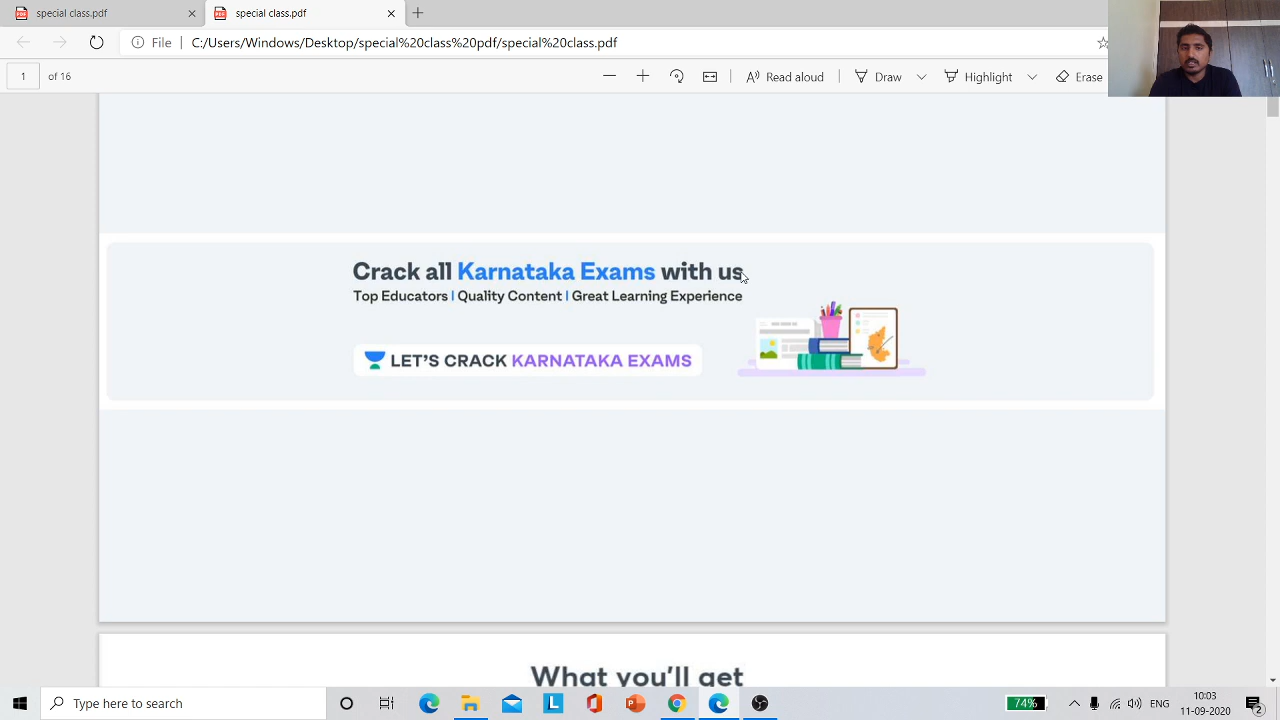 special class.pdf
special class.pdf
File
C:/Users/Windows/Desktop/special%20class%20pdf/special%20class.pdf
1 of 16
Read aloud
Draw
Highlight
Erase
Crack all Karnataka Exams with us
Top Educators | Quality Content | Great Learning Experience
LET'S CRACK KARNATAKA EXAMS
What you'll get
Type here to search
74%
ENG
10:03
11-09-2020
2